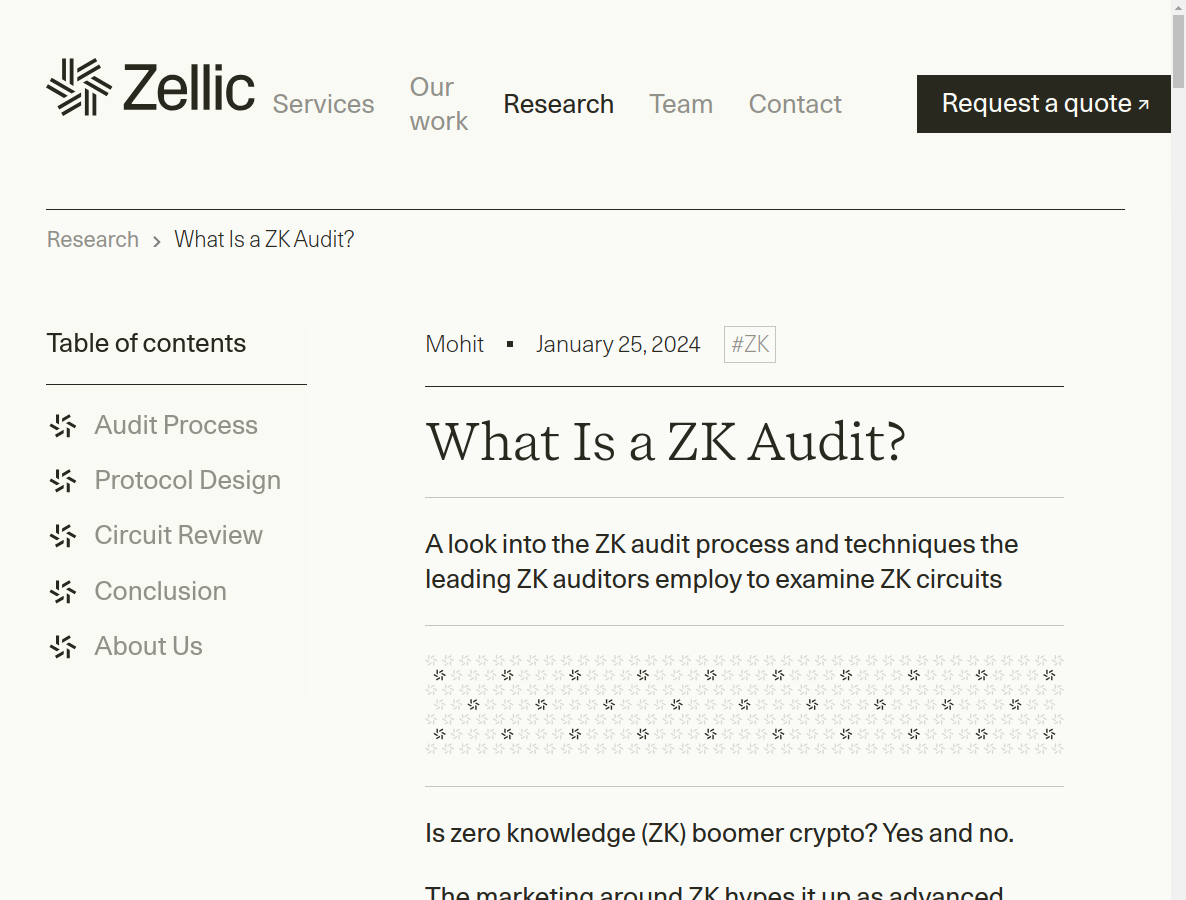 Zellic
Services
Our
work
Research
Team
Contact
Request a quote ↗
Research > What Is a ZK Audit?
Table of contents
Audit Process
Protocol Design
Circuit Review
Conclusion
About Us
Mohit ▪ January 25, 2024 #ZK
What Is a ZK Audit?
A look into the ZK audit process and techniques the
leading ZK auditors employ to examine ZK circuits
Is zero knowledge (ZK) boomer crypto? Yes and no.
The marketing around ZK hypes it up as advanced